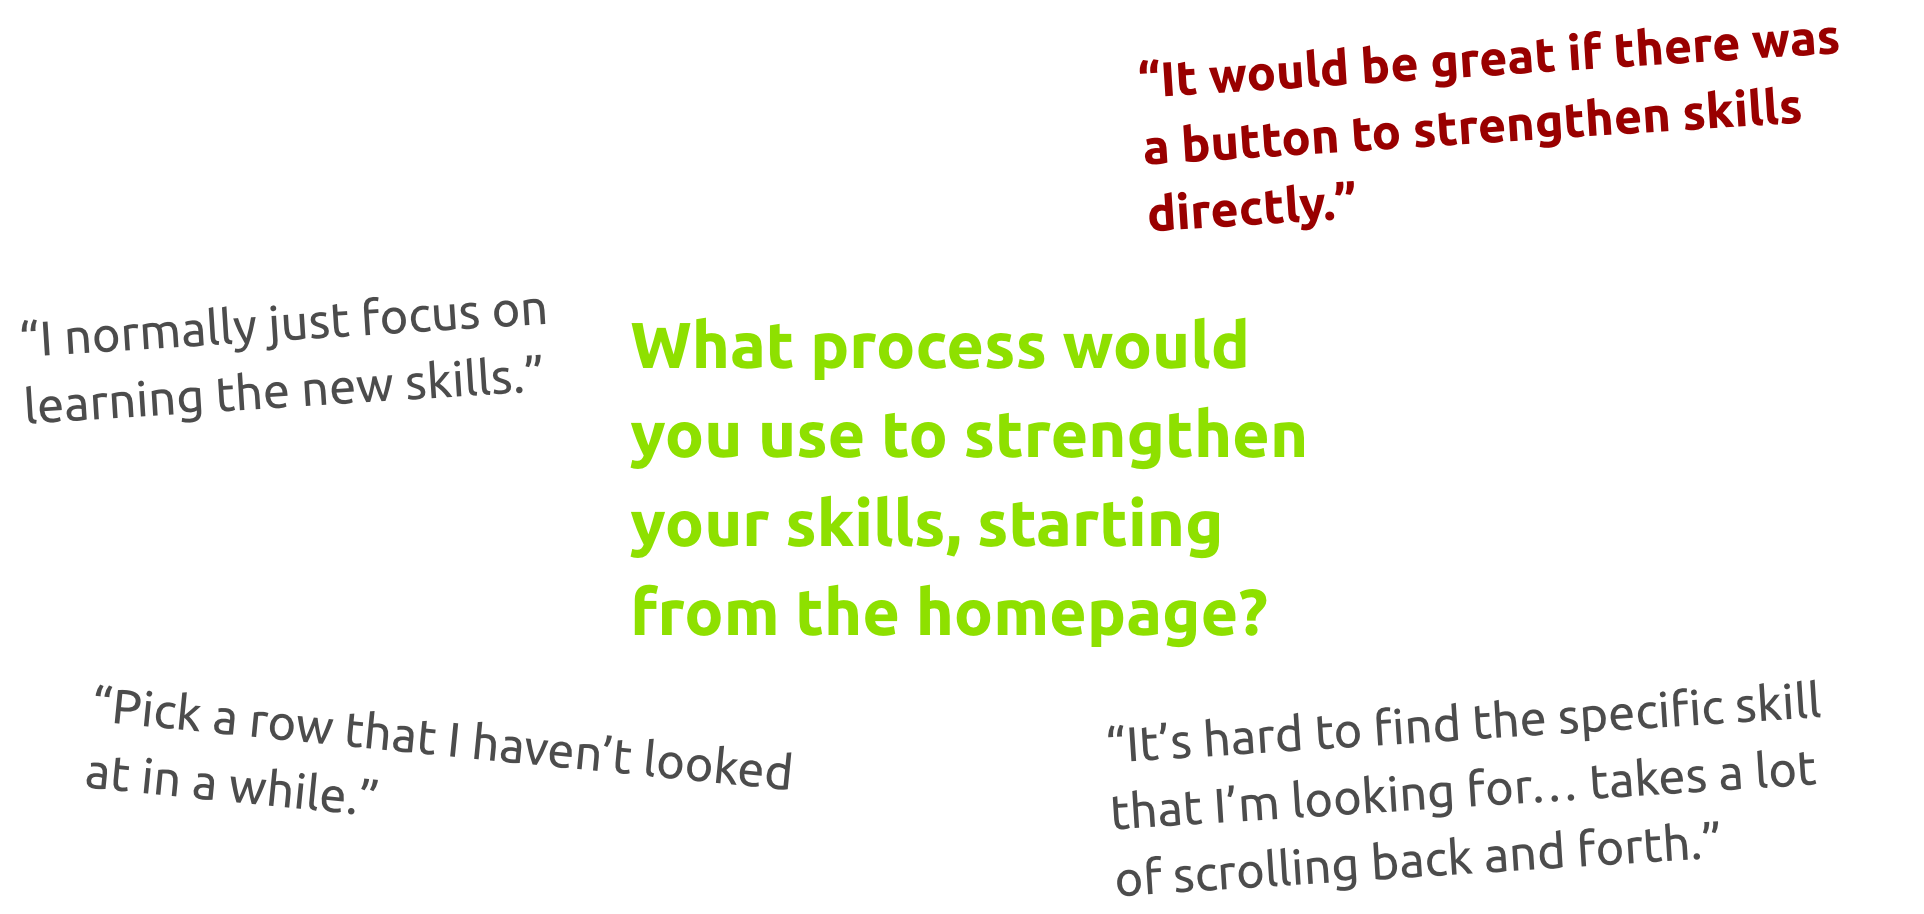 “It would be great if there was
a button to strengthen skills
directly.”
“I normally just focus on
learning the new skills.”
What process would
you use to strengthen
your skills, starting
from the homepage?
“Pick a row that I haven’t looked
at in a while.”
“It’s hard to find the specific skill
that I’m looking for… takes a lot
of scrolling back and forth.”